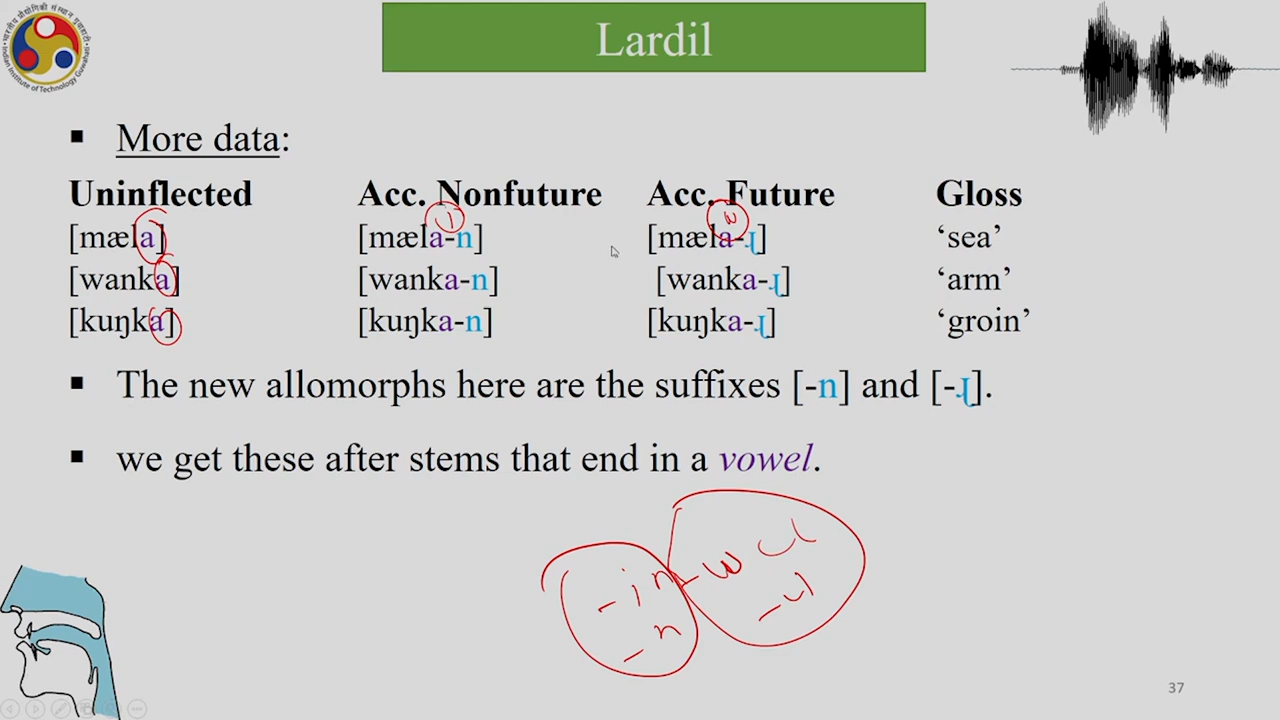 Lardil
▪ More data:
Uninflected Acc. Nonfuture Acc. Future Gloss
[mæla] [mæla-n] [mæla-ɻ] ‘sea’
[wanka] [wanka-n] [wanka-ɻ] ‘arm’
[kuŋka] [kuŋka-n] [kuŋka-ɻ] ‘groin’
▪ The new allomorphs here are the suffixes [-n] and [-ɻ].
▪ we get these after stems that end in a vowel.
-in
-n
37